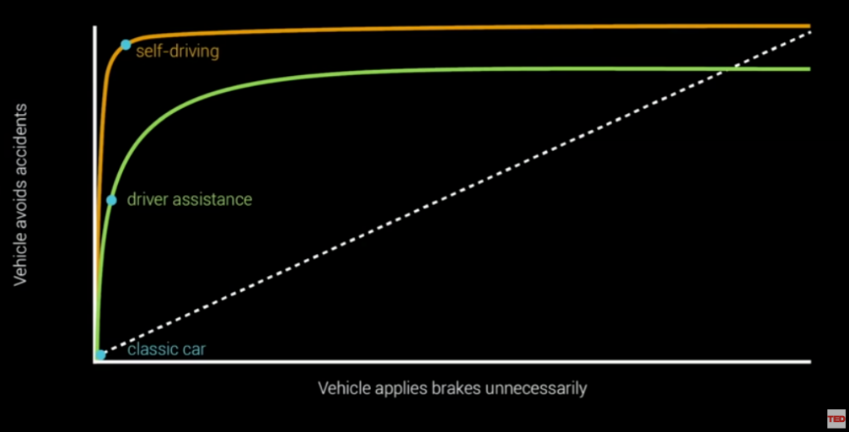 self-driving
Vehicle avoids accidents
driver assistance
classic car
Vehicle applies brakes unnecessarily
TED